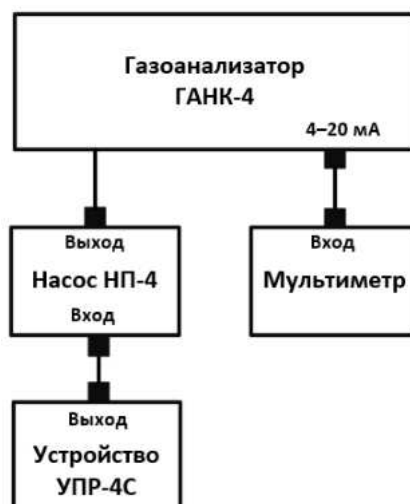 Газоанализатор
ГАНК-4
4–20 мА
Выход
Насос НП-4
Вход
Вход
Мультиметр
Выход
Устройство
УПР-4С